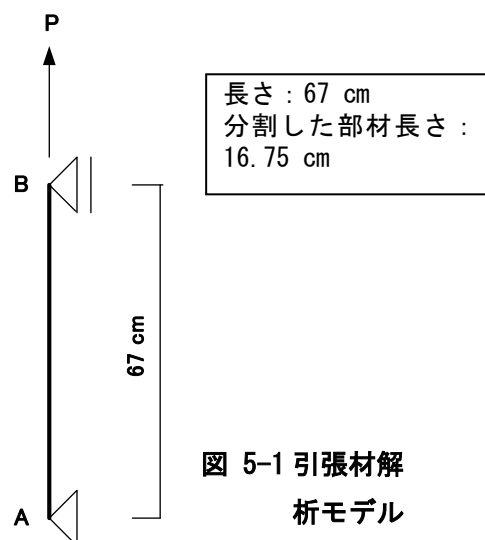 P
長さ：67 cm
分割した部材長さ：
16.75 cm
B
67 cm
A
図 5-1 引張材解
析モデル